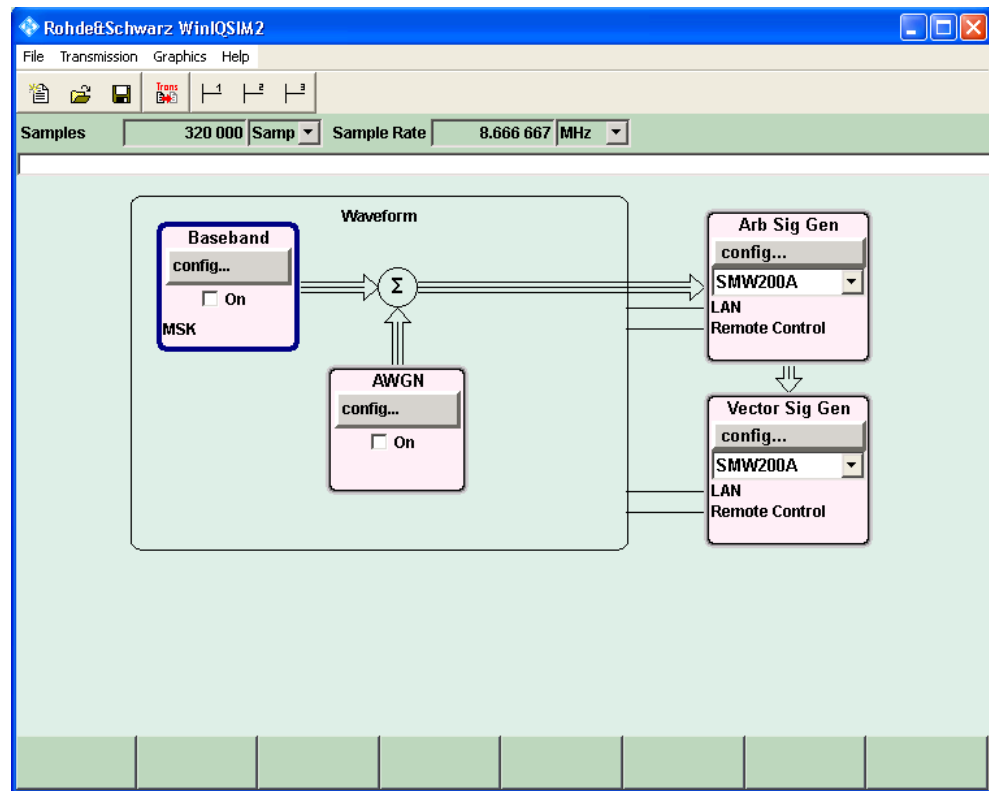 Rohde&Schwarz WinIQSIM2
File Transmission Graphics Help
Trans 1 2 3
Samples 320 000 Samp Sample Rate 8.666 667 MHz
Waveform
Baseband
config...
On
MSK
Σ
AWGN
config...
On
Arb Sig Gen
config...
SMW200A
LAN
Remote Control
Vector Sig Gen
config...
SMW200A
LAN
Remote Control